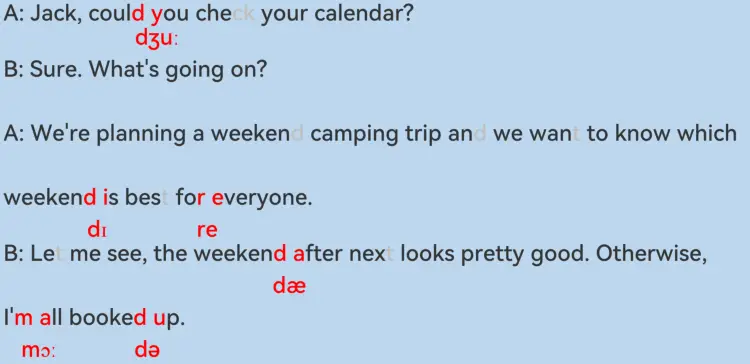 A: Jack, could you check your calendar?
dʒuː
B: Sure. What's going on?
A: We're planning a weekend camping trip and we want to know which
weekend is best for everyone.
dɪ re
B: Let me see, the weekend after next looks pretty good. Otherwise,
dæ
I'm all booked up.
mɔː də